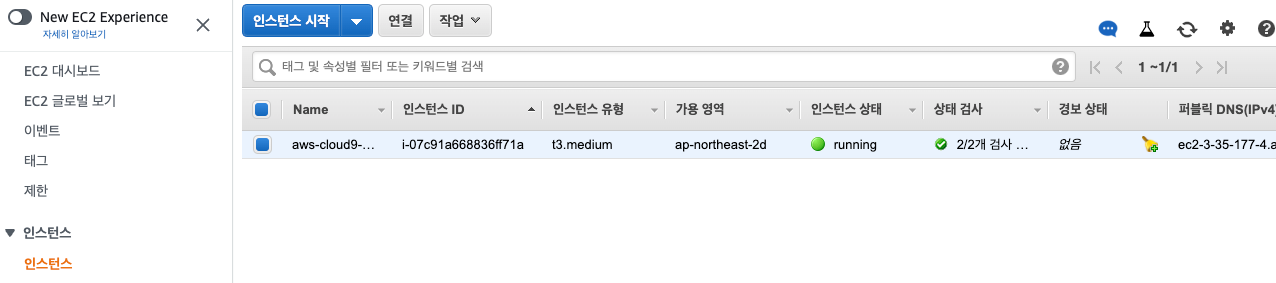 New EC2 Experience
자세히 알아보기
EC2 대시보드
EC2 글로벌 보기
이벤트
태그
제한
인스턴스
인스턴스
인스턴스 시작 연결 작업
태그 및 속성별 필터 또는 키워드별 검색 1 ~1/1
Name 인스턴스 ID 인스턴스 유형 가용 영역 인스턴스 상태 상태 검사 경보 상태 퍼블릭 DNS(IPv4)
aws-cloud9-... i-07c91a668836ff71a t3.medium ap-northeast-2d running 2/2개 검사 ... 없음 ec2-3-35-177-4.a